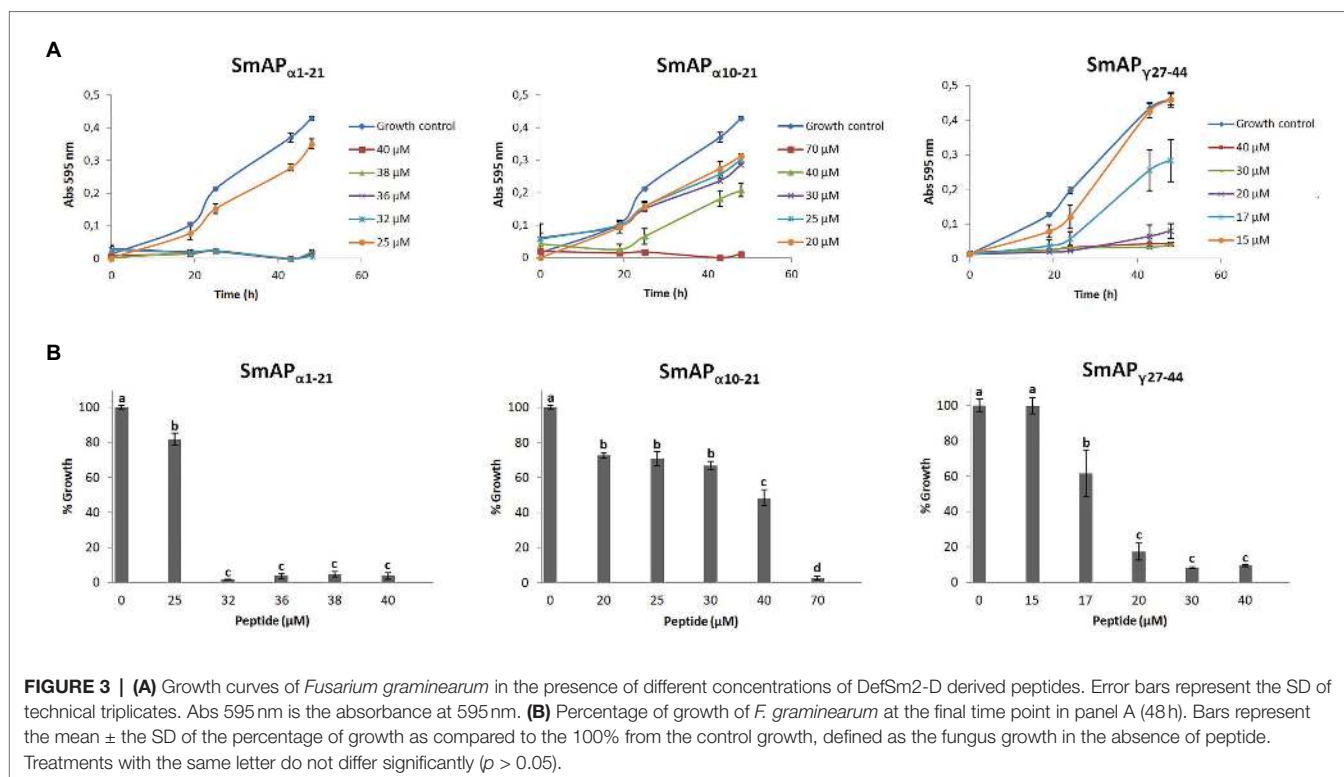 A
SmAPα1-21
Abs 595 nm
0,5
0,4
0,3
0,2
0,1
0
0 20 40 60
Time (h)
Growth control
40 µM
38 µM
36 µM
32 µM
25 µM
SmAPα10-21
Abs 595 nm
0,5
0,4
0,3
0,2
0,1
0
0 20 40 60
Time (h)
Growth control
70 µM
40 µM
30 µM
25 µM
20 µM
SmAPγ27-44
Abs 595 nm
0,5
0,4
0,3
0,2
0,1
0
0 20 40 60
Time (h)
Growth control
40 µM
30 µM
20 µM
17 µM
15 µM
B
SmAPα1-21
% Growth
100
80
60
40
20
0
a b c c c c
0 25 32 36 38 40
Peptide (µM)
SmAPα10-21
% Growth
100
80
60
40
20
0
a b b b c d
0 20 25 30 40 70
Peptide (µM)
SmAPγ27-44
% Growth
100
80
60
40
20
0
a a b c c c
0 15 17 20 30 40
Peptide (µM)
FIGURE 3 | (A) Growth curves of Fusarium graminearum in the presence of different concentrations of DefSm2-D derived peptides. Error bars represent the SD of
technical triplicates. Abs 595 nm is the absorbance at 595 nm. (B) Percentage of growth of F. graminearum at the final time point in panel A (48 h). Bars represent
the mean ± the SD of the percentage of growth as compared to the 100% from the control growth, defined as the fungus growth in the absence of peptide.
Treatments with the same letter do not differ significantly (p > 0.05).